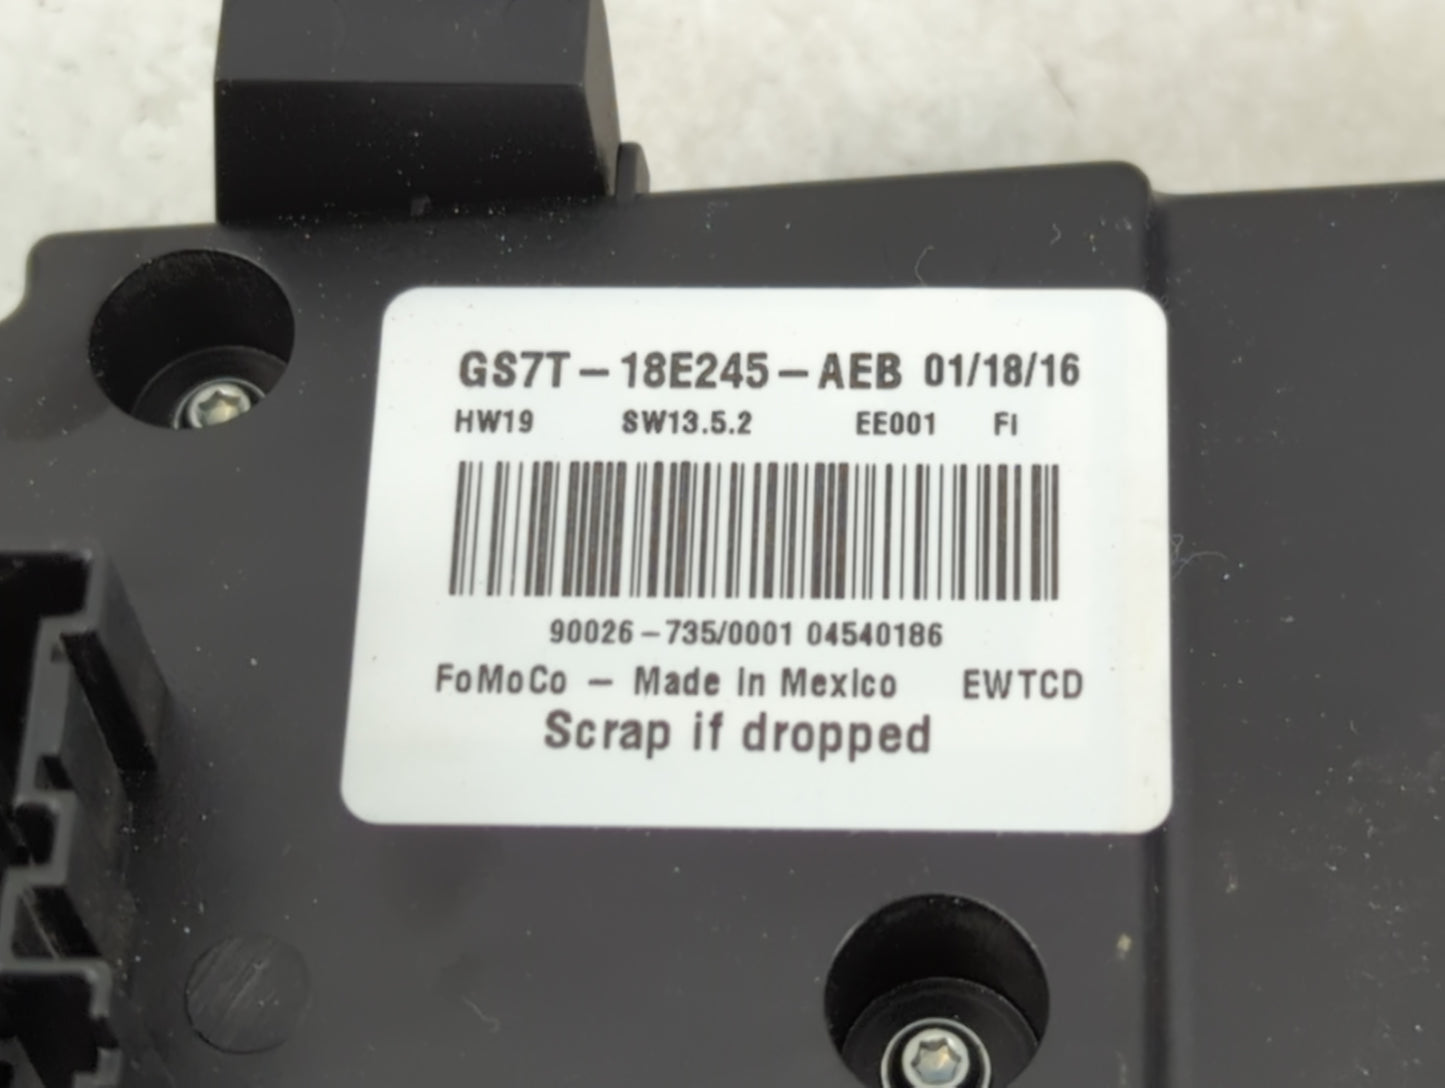 GS7T-18E245-AEB 01/18/16
HW19 SW13.5.2 EE001 Fi
90026-735/0001 04540186
FoMoCo - Made in Mexico EWTCD
Scrap if dropped